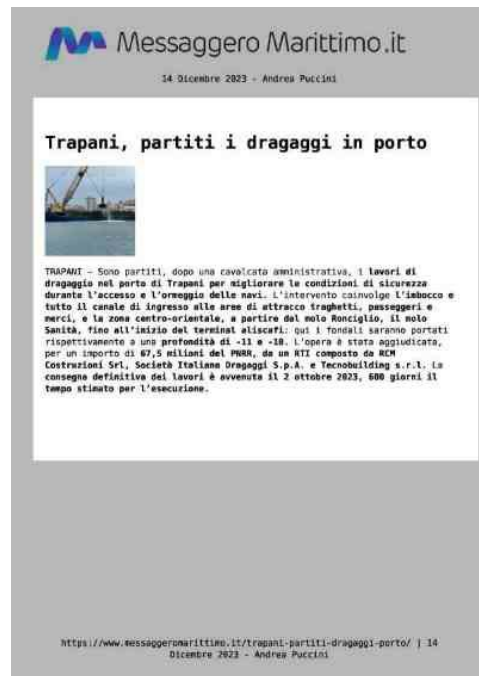 Messaggero Marittimo.it
14 Dicembre 2023 - Andrea Puccini
Trapani, partiti i dragaggi in porto
TRAPANI – Sono partiti, dopo una cavalcata amministrativa, i lavori di
dragaggio nel porto di Trapani per migliorare le condizioni di sicurezza
durante l'accesso e l'ormeggio delle navi. L'intervento coinvolge l'imbocco e
tutto il canale di ingresso alle aree di attracco traghetti, passeggeri e
merci, e la zona centro-orientale, a partire dal molo Ronciglio, il molo
Sanità, fino all'inizio del terminal aliscafi: qui i fondali saranno portati
rispettivamente a una profondità di -11 e -10. L'opera è stata aggiudicata,
per un importo di 67,5 milioni del PNRR, da un RTI composto da RCM
Costruzioni Srl, Società Italiana Dragaggi S.p.A. e Tecnobuilding s.r.l. La
consegna definitiva dei lavori è avvenuta il 2 ottobre 2023, 600 giorni il
tempo stimato per l'esecuzione.
https://www.messaggeromarittimo.it/trapani-partiti-dragaggi-porto/ | 14
Dicembre 2023 - Andrea Puccini